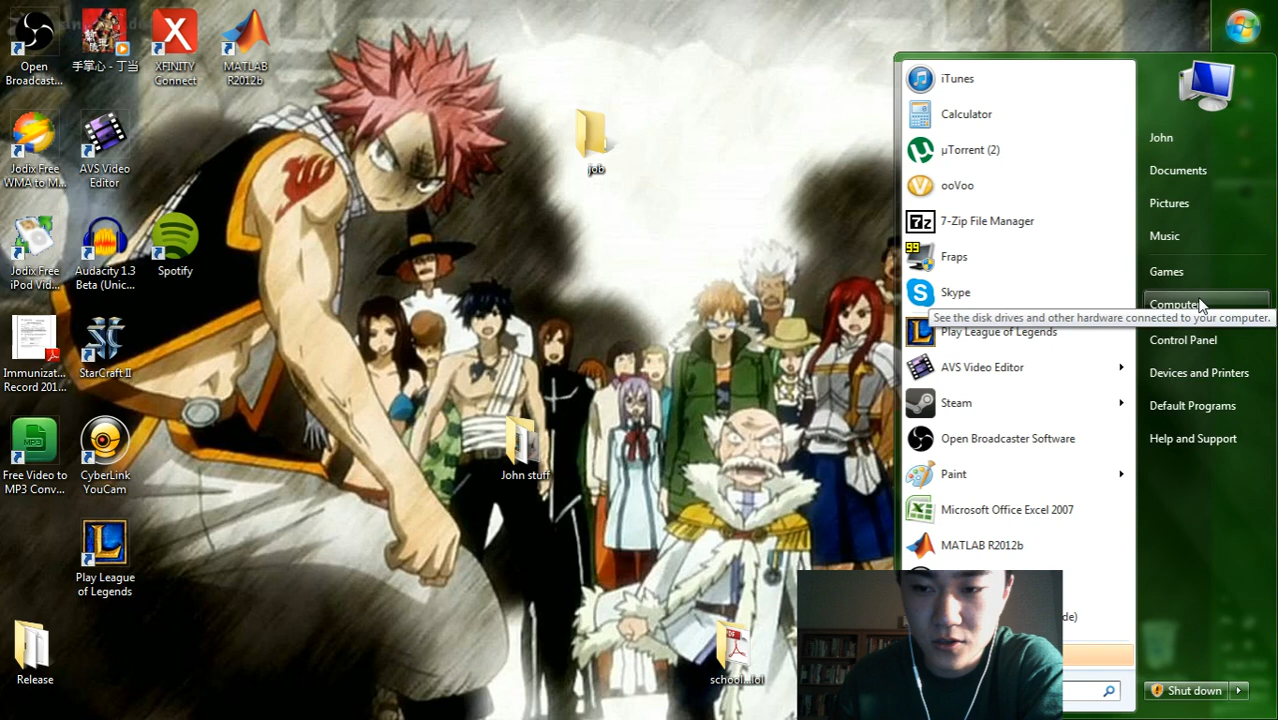 Open
Broadcast...
手掌心 - 丁当
XFINITY
Connect
MATLAB
R2012b
Jodix Free
WMA to M...
AVS Video
Editor
Jodix Free
iPod Vid...
Audacity 1.3
Beta (Unic...
Spotify
Immunizat...
Record 201...
StarCraft II
Free Video to
MP3 Conv...
CyberLink
YouCam
Play League
of Legends
Release
job
John stuff
school...lol
iTunes
Calculator
µTorrent (2)
ooVoo
7-Zip File Manager
Fraps
Skype
Play League of Legends
AVS Video Editor
Steam
Open Broadcaster Software
Paint
Microsoft Office Excel 2007
MATLAB R2012b
John
Documents
Pictures
Music
Games
Computer
See the disk drives and other hardware connected to your computer.
Control Panel
Devices and Printers
Default Programs
Help and Support
Shut down